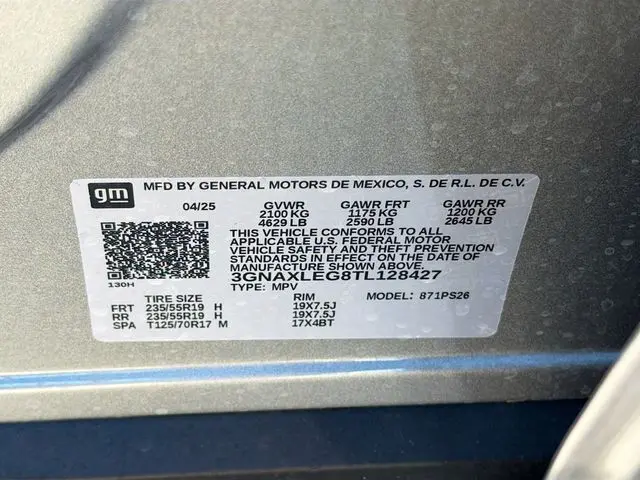 gm MFD BY GENERAL MOTORS DE MEXICO, S. DE R.L. DE C.V.
04/25 GVWR GAWR FRT GAWR RR
2100 KG 1175 KG 1200 KG
4629 LB 2590 LB 2645 LB
THIS VEHICLE CONFORMS TO ALL
APPLICABLE U.S. FEDERAL MOTOR
VEHICLE SAFETY AND THEFT PREVENTION
STANDARDS IN EFFECT ON THE DATE OF
MANUFACTURE SHOWN ABOVE.
130H 3GNAXLEG8TL128427
TYPE: MPV
TIRE SIZE RIM MODEL: 871PS26
FRT 235/55R19 H 19X7.5J
RR 235/55R19 H 19X7.5J
SPA T125/70R17 M 17X4BT